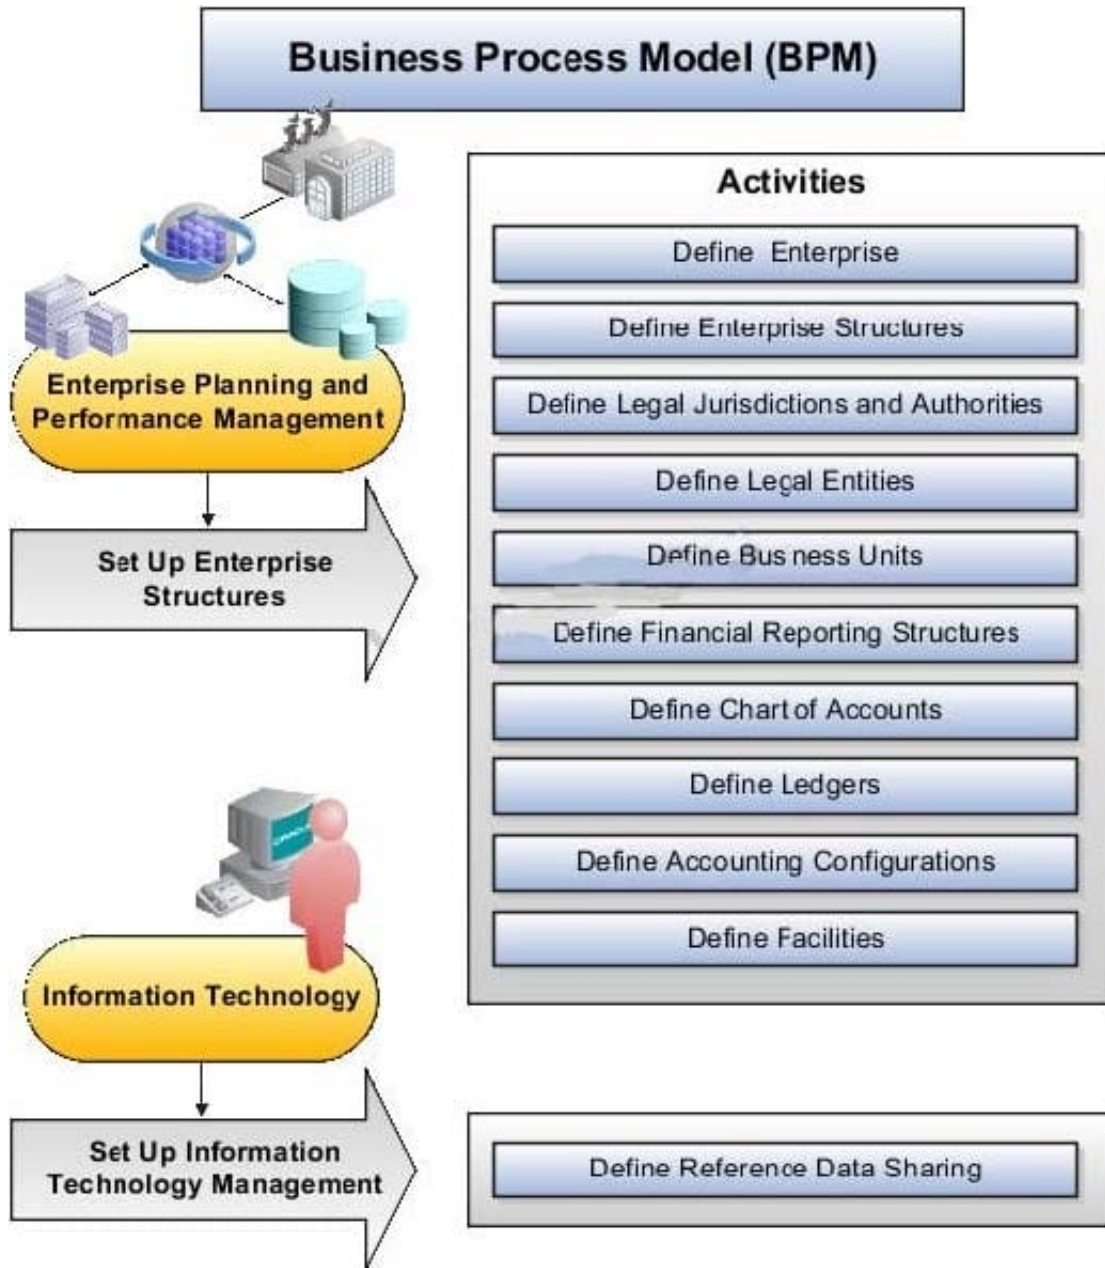 Business Process Model (BPM)
Activities
Define Enterprise
Define Enterprise Structures
Define Legal Jurisdictions and Authorities
Define Legal Entities
Define Business Units
Define Financial Reporting Structures
Define Chart of Accounts
Define Ledgers
Define Accounting Configurations
Define Facilities
Enterprise Planning and
Performance Management
Set Up Enterprise
Structures
ORACLE
Information Technology
Set Up Information
Technology Management
Define Reference Data Sharing